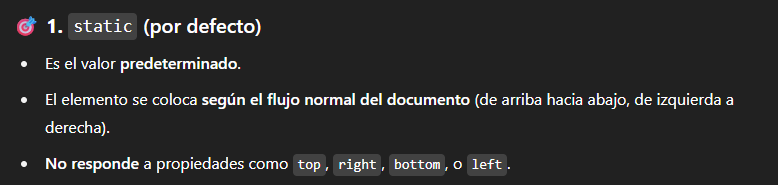 🎯 1. static (por defecto)
• Es el valor predeterminado.
• El elemento se coloca según el flujo normal del documento (de arriba hacia abajo, de izquierda a
derecha).
• No responde a propiedades como top, right, bottom, o left.